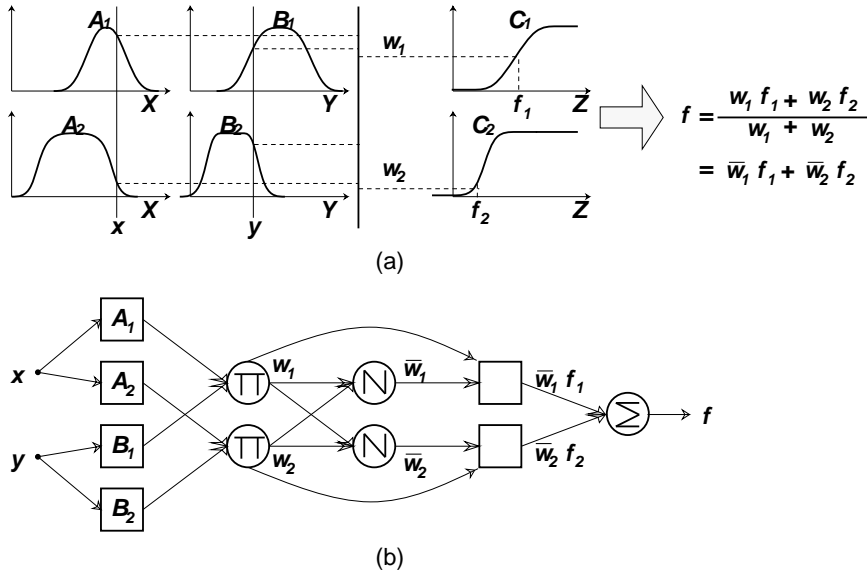 A₁ B₁ C₁
w₁
X Y f₁ Z
f = w₁ f₁ + w₂ f₂ / w₁ + w₂
= w̅₁ f₁ + w̅₂ f₂
A₂ B₂ C₂
w₂
X Y f₂ Z
x y
(a)
A₁
x A₂ Π w₁ N w̅₁ w̅₁ f₁
Σ f
y B₁ Π w₂ N w̅₂ w̅₂ f₂
B₂
(b)